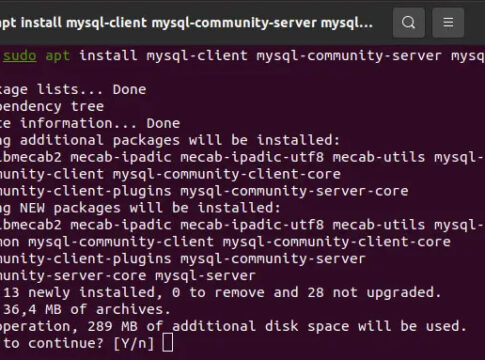 apt install mysql-client mysql-community-server mysql...
sudo apt install mysql-client mysql-community-server mysq
kage lists... Done
pendency tree
te information... Done
ng additional packages will be installed:
ibmecab2 mecab-ipadic mecab-ipadic-utf8 mecab-utils mysql-
munity-client mysql-community-client-core
munity-client-plugins mysql-community-server-core
ng NEW packages will be installed:
ibmecab2 mecab-ipadic mecab-ipadic-utf8 mecab-utils mysql-
mon mysql-community-client mysql-community-client-core
munity-client-plugins mysql-community-server
munity-server-core mysql-server
13 newly installed, 0 to remove and 28 not upgraded.
36,4 MB of archives.
operation, 289 MB of additional disk space will be used.
to continue? [Y/n]